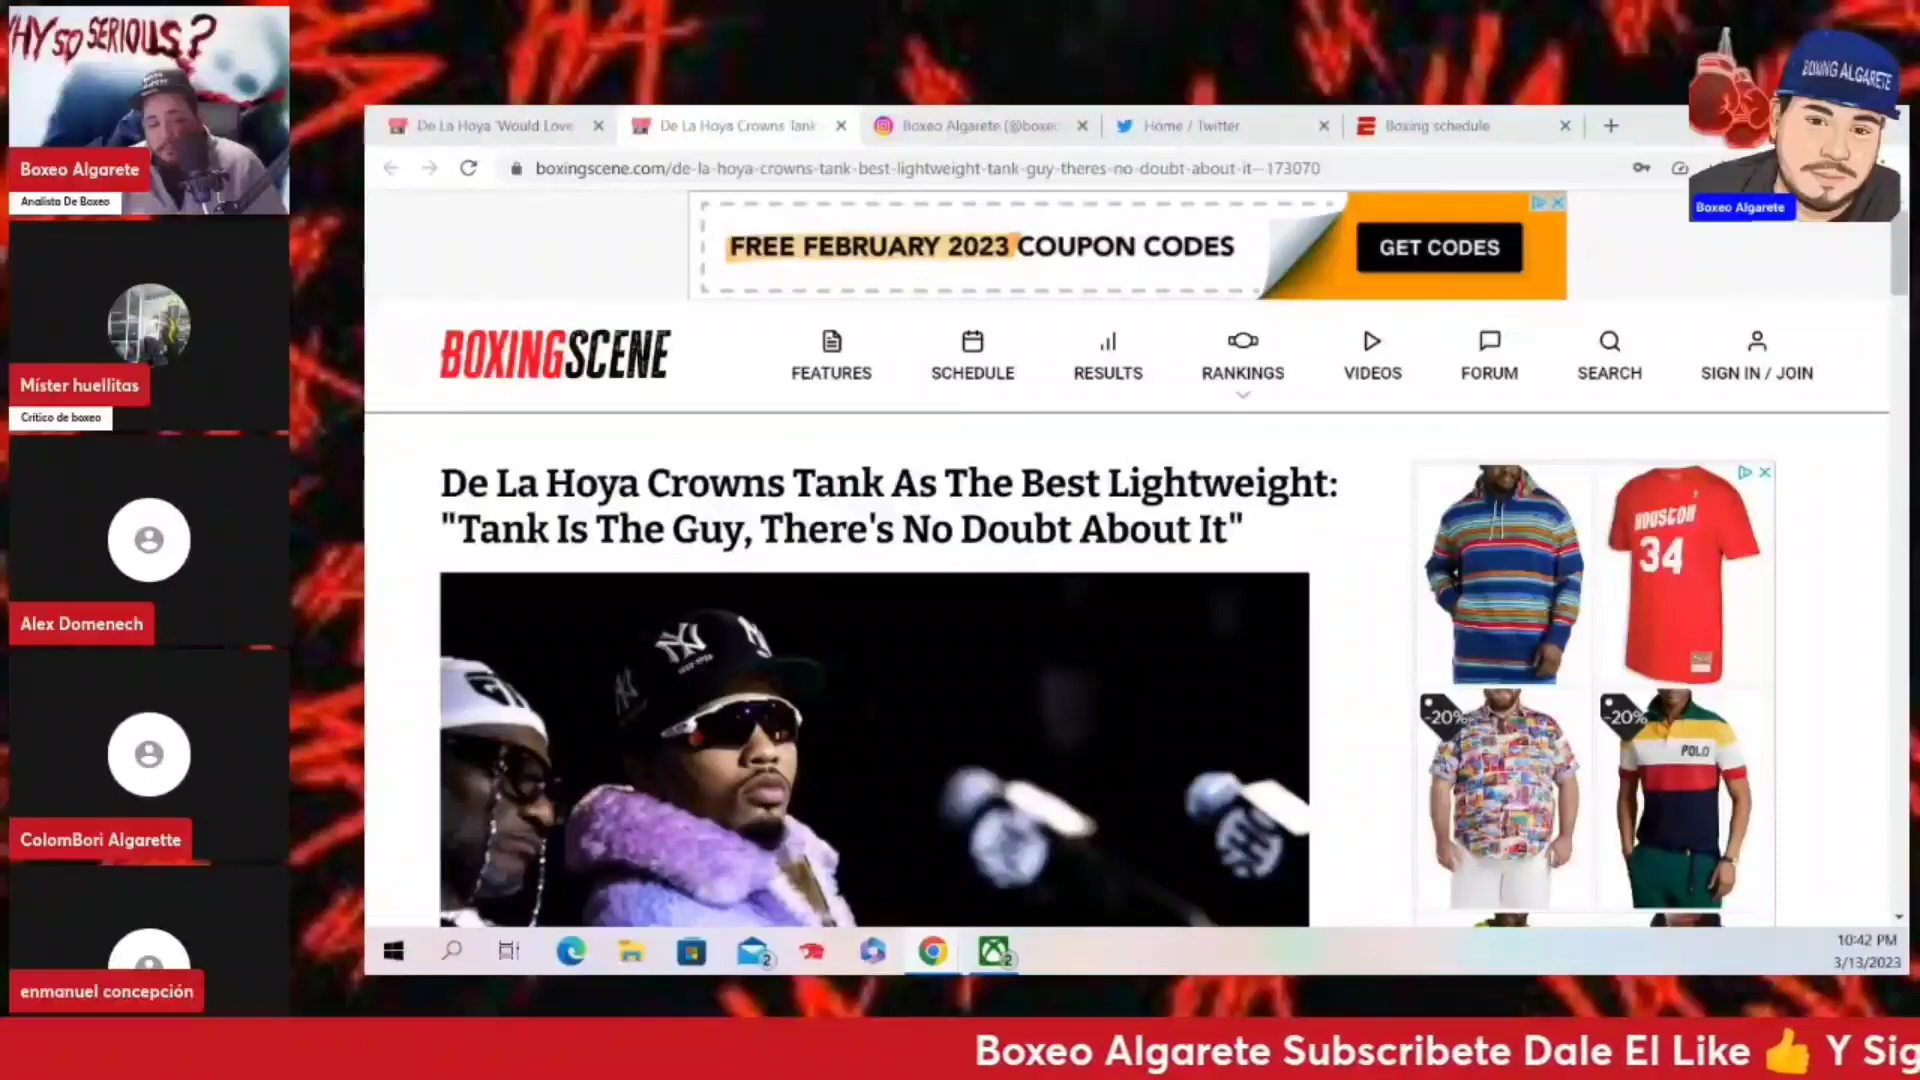 WHY SO SERIOUS?
Boxeo Algarete
Analista De Boxeo
Míster huellitas
Crítico de boxeo
Alex Domenech
ColomBori Algarette
enmanuel concepción
De La Hoya 'Would Love
De La Hoya Crowns Tank
Boxeo Algarete (@boxeo
Home / Twitter
Boxing schedule
boxingscene.com/de-la-hoya-crowns-tank-best-lightweight-tank-guy-theres-no-doubt-about-it--173070
BOXING ALGARETE
Boxeo Algarete
FREE FEBRUARY 2023 COUPON CODES
GET CODES
BOXINGSCENE
FEATURES
SCHEDULE
RESULTS
RANKINGS
VIDEOS
FORUM
SEARCH
SIGN IN / JOIN
De La Hoya Crowns Tank As The Best Lightweight:
"Tank Is The Guy, There's No Doubt About It"
NY
HOUSTON
34
-20%
-20%
POLO
2
2
10:42 PM
3/13/2023
Boxeo Algarete Subscribete Dale El Like 👍 Y Sig